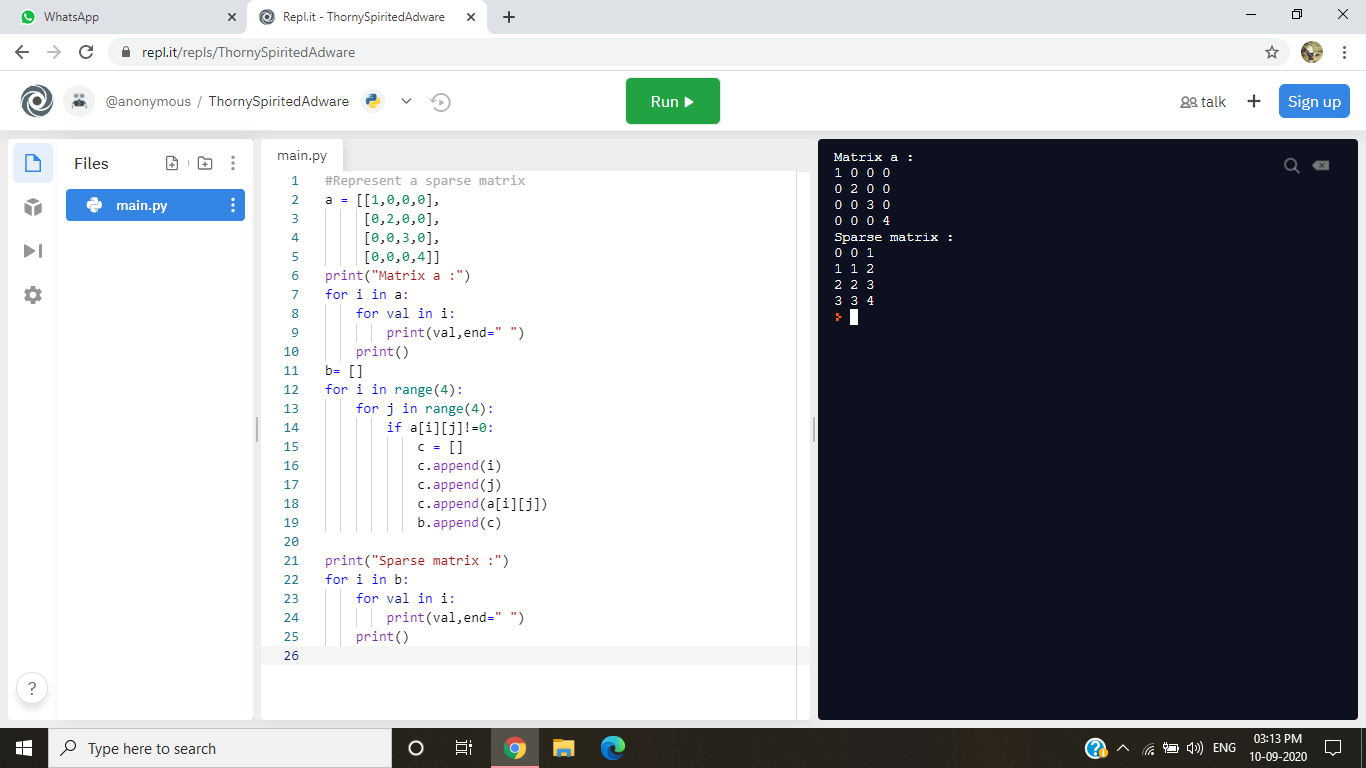 WhatsApp
Repl.it - ThornySpiritedAdware
repl.it/repls/ThornySpiritedAdware
@anonymous / ThornySpiritedAdware
Run
talk
Sign up
Files
main.py
main.py
1 #Represent a sparse matrix
2 a = [[1,0,0,0],
3 [0,2,0,0],
4 [0,0,3,0],
5 [0,0,0,4]]
6 print("Matrix a :")
7 for i in a:
8 for val in i:
9 print(val,end=" ")
10 print()
11 b= []
12 for i in range(4):
13 for j in range(4):
14 if a[i][j]!=0:
15 c = []
16 c.append(i)
17 c.append(j)
18 c.append(a[i][j])
19 b.append(c)
20
21 print("Sparse matrix :")
22 for i in b:
23 for val in i:
24 print(val,end=" ")
25 print()
26
Matrix a :
1 0 0 0
0 2 0 0
0 0 3 0
0 0 0 4
Sparse matrix :
0 0 1
1 1 2
2 2 3
3 3 4
?
Type here to search
ENG
03:13 PM
10-09-2020